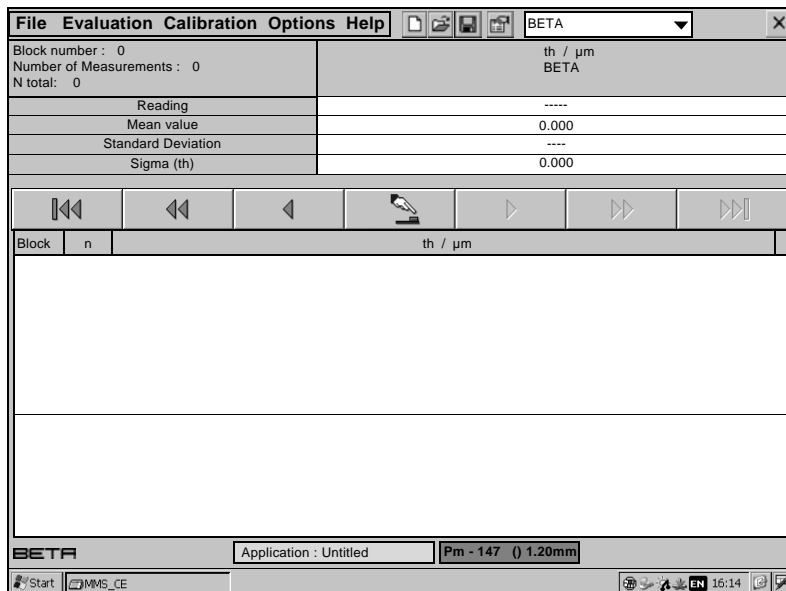 File Evaluation Calibration Options Help BETA
Block number : 0
Number of Measurements : 0
N total: 0
th / µm
BETA
Reading -----
Mean value 0.000
Standard Deviation ----
Sigma (th) 0.000
Block n th / µm
BETA Application : Untitled Pm - 147 () 1.20mm
Start MMS_CE EN 16:14